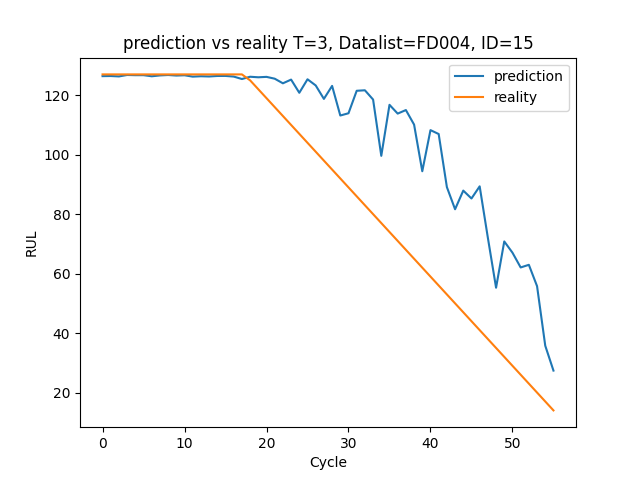 prediction vs reality T=3, Datalist=FD004, ID=15
prediction
reality
RUL
120
100
80
60
40
20
0 10 20 30 40 50
Cycle